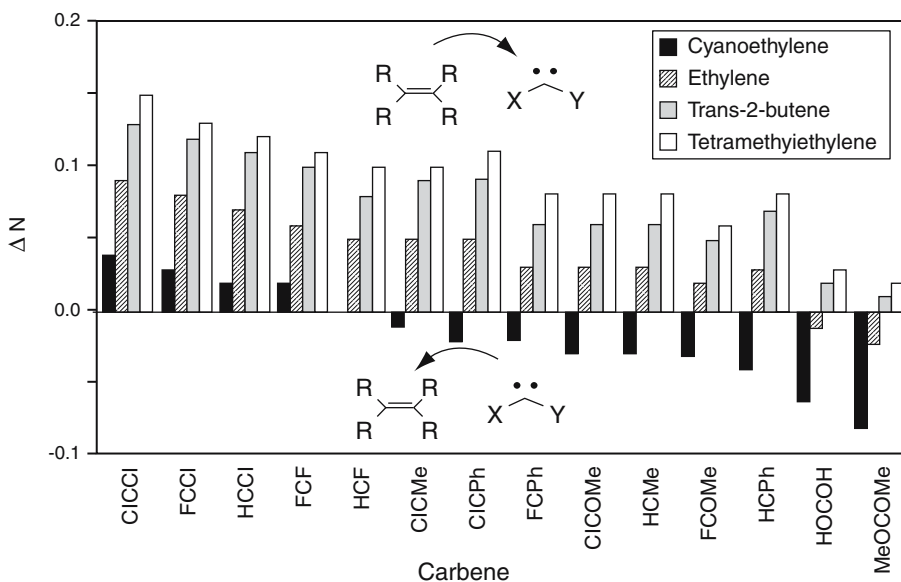 0.2
Cyanoethylene
Ethylene
Trans-2-butene
Tetramethyiethylene
R R
R R
X Y
0.1
ΔN
0.0
R R
R R
X Y
-0.1
ClCCl
FCCl
HCCl
FCF
HCF
ClCMe
ClCPh
FCPh
ClCOMe
HCMe
FCOMe
HCPh
HOCOH
MeOCOMe
Carbene